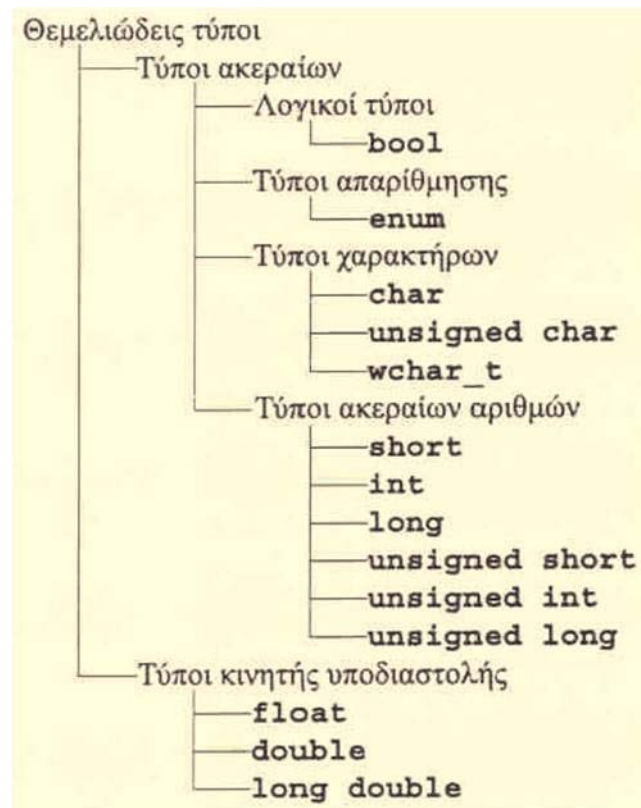 Θεμελιώδεις τύποι
Τύποι ακεραίων
Λογικοί τύποι
bool
Τύποι απαρίθμησης
enum
Τύποι χαρακτήρων
char
unsigned char
wchar_t
Τύποι ακεραίων αριθμών
short
int
long
unsigned short
unsigned int
unsigned long
Τύποι κινητής υποδιαστολής
float
double
long double